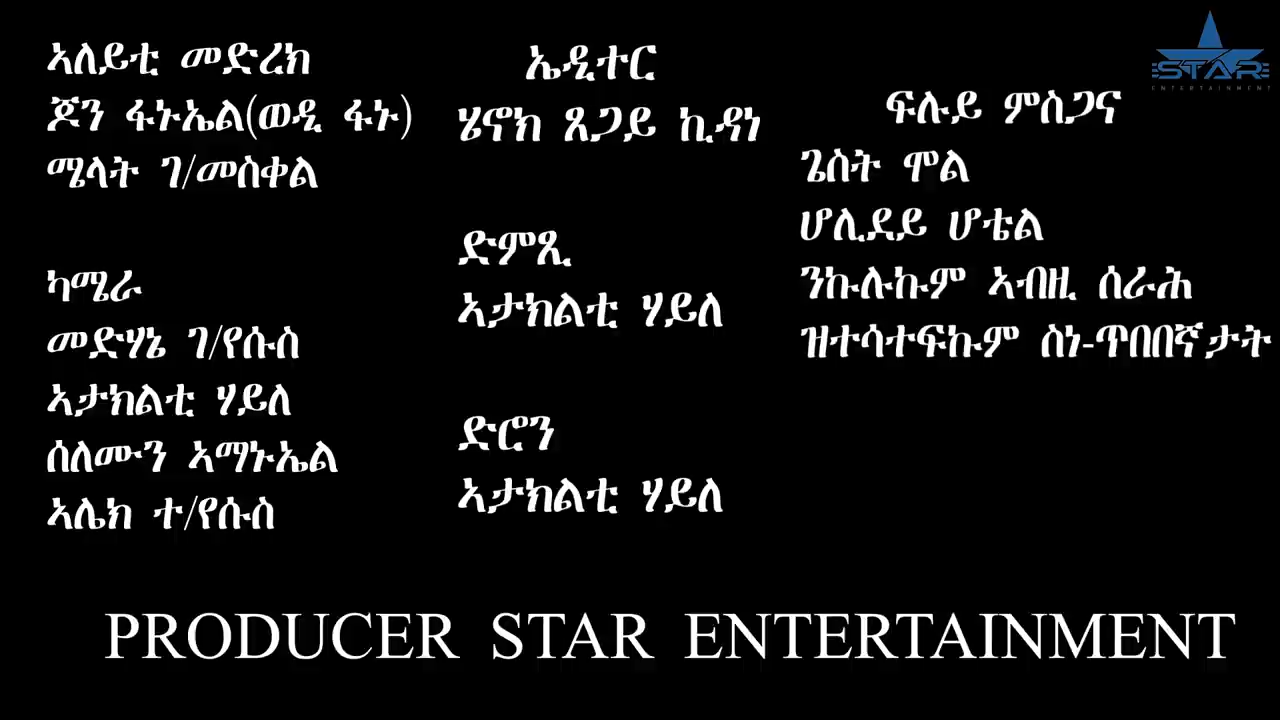 ኣለይቲ መድረክ
ጆን ፋኑኤል(ወዲ ፋኑ)
ሜላት ገ/መስቀል
ካሜራ
መድሃኔ ገ/የሱስ
ኣታክልቲ ሃይለ
ሰለሙን ኣማኑኤል
ኣሌክ ተ/የሱስ
ኤዲተር
ሄኖክ ጸጋይ ኪዳነ
ድምጺ
ኣታክልቲ ሃይለ
ድሮን
ኣታክልቲ ሃይለ
STAR
ENTERTAINMENT
ፍሉይ ምስጋና
ጌስት ሞል
ሆሊደይ ሆቴል
ንኩሉኩም ኣብዚ ሰራሕ
ዝተሳተፍኩም ስነ-ጥበበኛታት
PRODUCER STAR ENTERTAINMENT